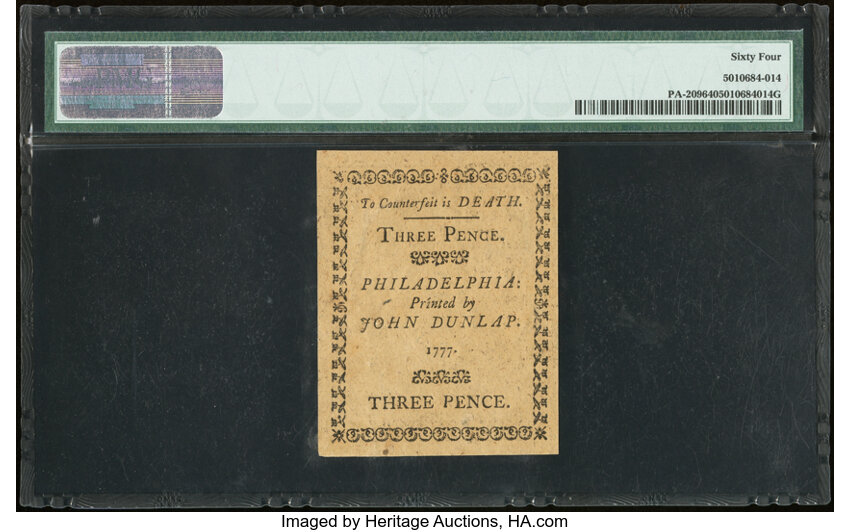 Sixty Four
5010684-014
PA-2096405010684014G
To Counterfeit is DEATH.
THREE PENCE.
PHILADELPHIA:
Printed by
JOHN DUNLAP.
1777.
THREE PENCE.
Imaged by Heritage Auctions, HA.com